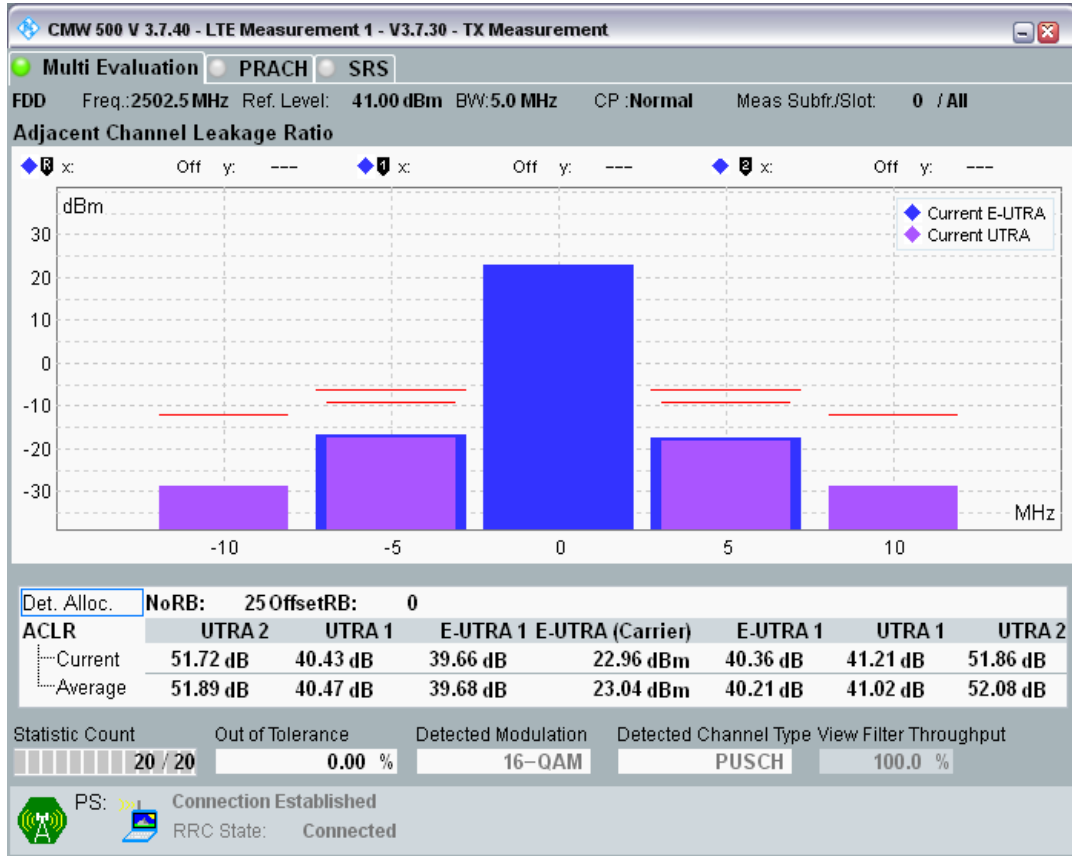 CMW 500 V 3.7.40 - LTE Measurement 1 - V3.7.30 - TX Measurement
Multi Evaluation PRACH SRS
FDD Freq.:2502.5 MHz Ref. Level: 41.00 dBm BW:5.0 MHz CP :Normal Meas Subfr./Slot: 0 / All
Adjacent Channel Leakage Ratio
R x: Off y: --- 1 x: Off y: --- 2 x: Off y: ---
dBm
Current E-UTRA
Current UTRA
30
20
10
0
-10
-20
-30
MHz
-10 -5 0 5 10
Det. Alloc. NoRB: 25 OffsetRB: 0
ACLR UTRA 2 UTRA 1 E-UTRA 1 E-UTRA (Carrier) E-UTRA 1 UTRA 1 UTRA 2
Current 51.72 dB 40.43 dB 39.66 dB 22.96 dBm 40.36 dB 41.21 dB 51.86 dB
Average 51.89 dB 40.47 dB 39.68 dB 23.04 dBm 40.21 dB 41.02 dB 52.08 dB
Statistic Count Out of Tolerance Detected Modulation Detected Channel Type View Filter Throughput
20 / 20 0.00 % 16-QAM PUSCH 100.0 %
PS: Connection Established
RRC State: Connected